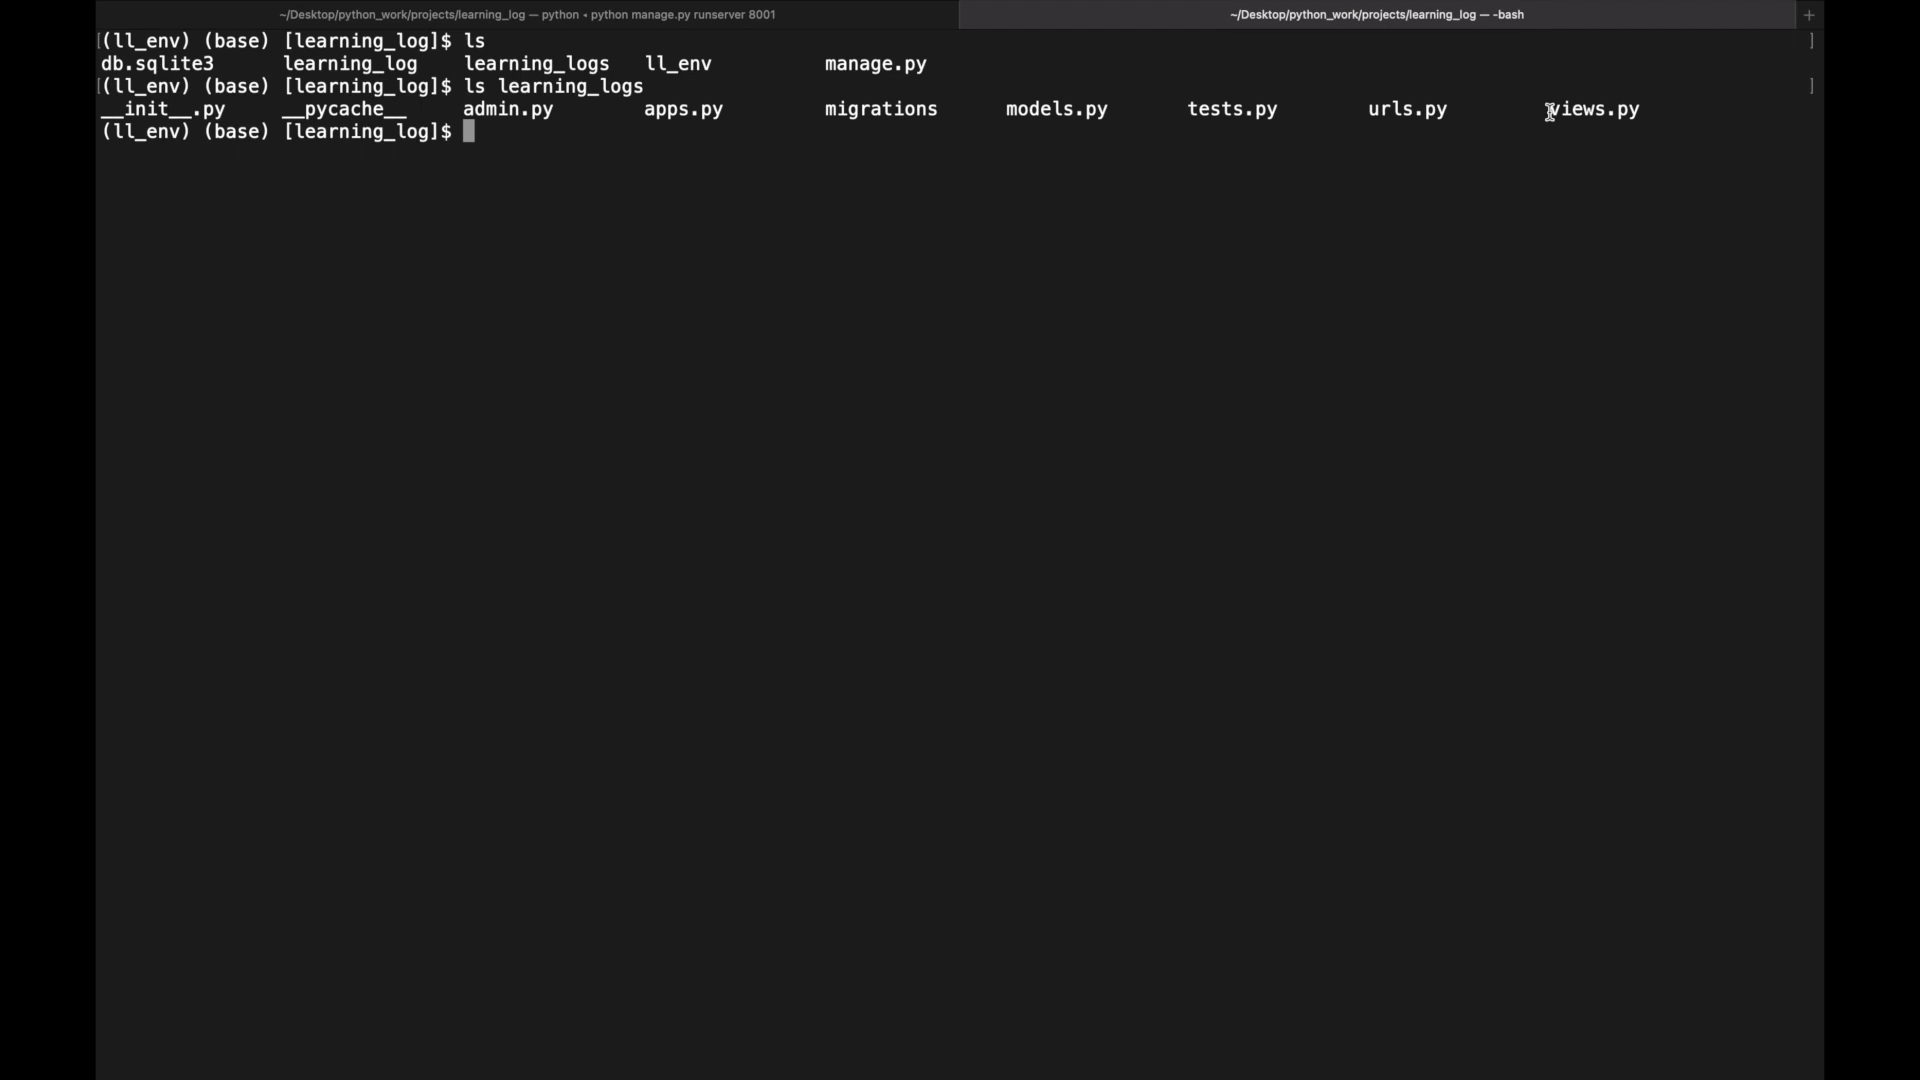 ~/Desktop/python_work/projects/learning_log — python ◂ python manage.py runserver 8001
~/Desktop/python_work/projects/learning_log — -bash +
[(ll_env) (base) [learning_log]$ ls ]
db.sqlite3 learning_log learning_logs ll_env manage.py
[(ll_env) (base) [learning_log]$ ls learning_logs ]
__init__.py __pycache__ admin.py apps.py migrations models.py tests.py urls.py views.py
(ll_env) (base) [learning_log]$